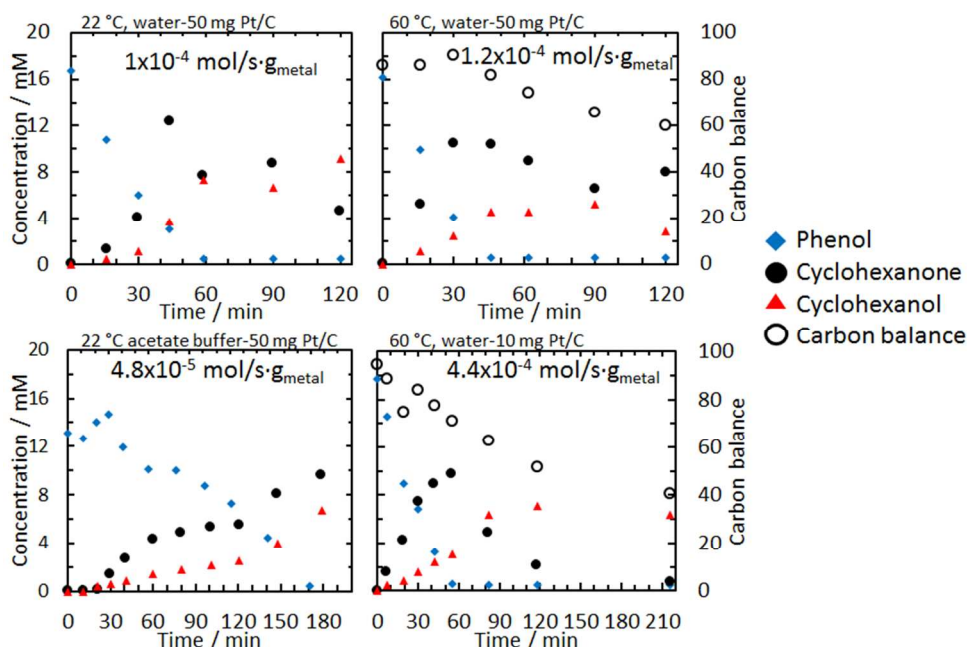 22 °C, water-50 mg Pt/C
1x10⁻⁴ mol/s·g_metal
Concentration / mM
20
16
12
8
4
0
0 30 60 90 120
Time / min
60 °C, water-50 mg Pt/C
1.2x10⁻⁴ mol/s·g_metal
100
80
60
40
20
0
Carbon balance
0 30 60 90 120
Time / min
Phenol
Cyclohexanone
Cyclohexanol
Carbon balance
22 °C acetate buffer-50 mg Pt/C
4.8x10⁻⁵ mol/s·g_metal
Concentration / mM
20
16
12
8
4
0
0 30 60 90 120 150 180
Time / min
60 °C, water-10 mg Pt/C
4.4x10⁻⁴ mol/s·g_metal
100
80
60
40
20
0
Carbon balance
0 30 60 90 120 150 180 210
Time / min